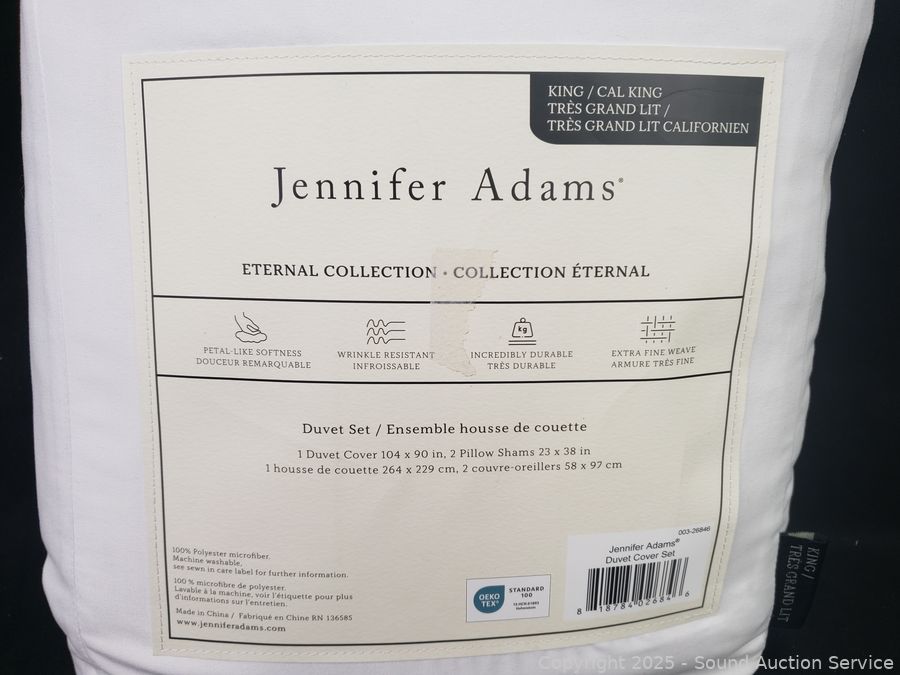 KING / CAL KING
TRÈS GRAND LIT /
TRÈS GRAND LIT CALIFORNIEN
Jennifer Adams®
ETERNAL COLLECTION · COLLECTION ÉTERNAL
PETAL-LIKE SOFTNESS
DOUCEUR REMARQUABLE
WRINKLE RESISTANT
INFROISSABLE
kg
INCREDIBLY DURABLE
TRÈS DURABLE
EXTRA FINE WEAVE
ARMURE TRÈS FINE
Duvet Set / Ensemble housse de couette
1 Duvet Cover 104 x 90 in, 2 Pillow Shams 23 x 38 in
1 housse de couette 264 x 229 cm, 2 couvre-oreillers 58 x 97 cm
100% Polyester microfiber.
Machine washable,
see sewn in care label for further information.
100 % microfibre de polyester.
Lavable à la machine, voir l'étiquette pour plus
d'informations sur l'entretien.
Made in China / Fabriqué en Chine RN 136585
www.jenniferadams.com
OEKO
TEX®
STANDARD
100
Hohenstein
003-26846
Jennifer Adams®
Duvet Cover Set
8 18784 02684 6
KING /
TRES GRAND LIT
Copyright 2025 - Sound Auction Service